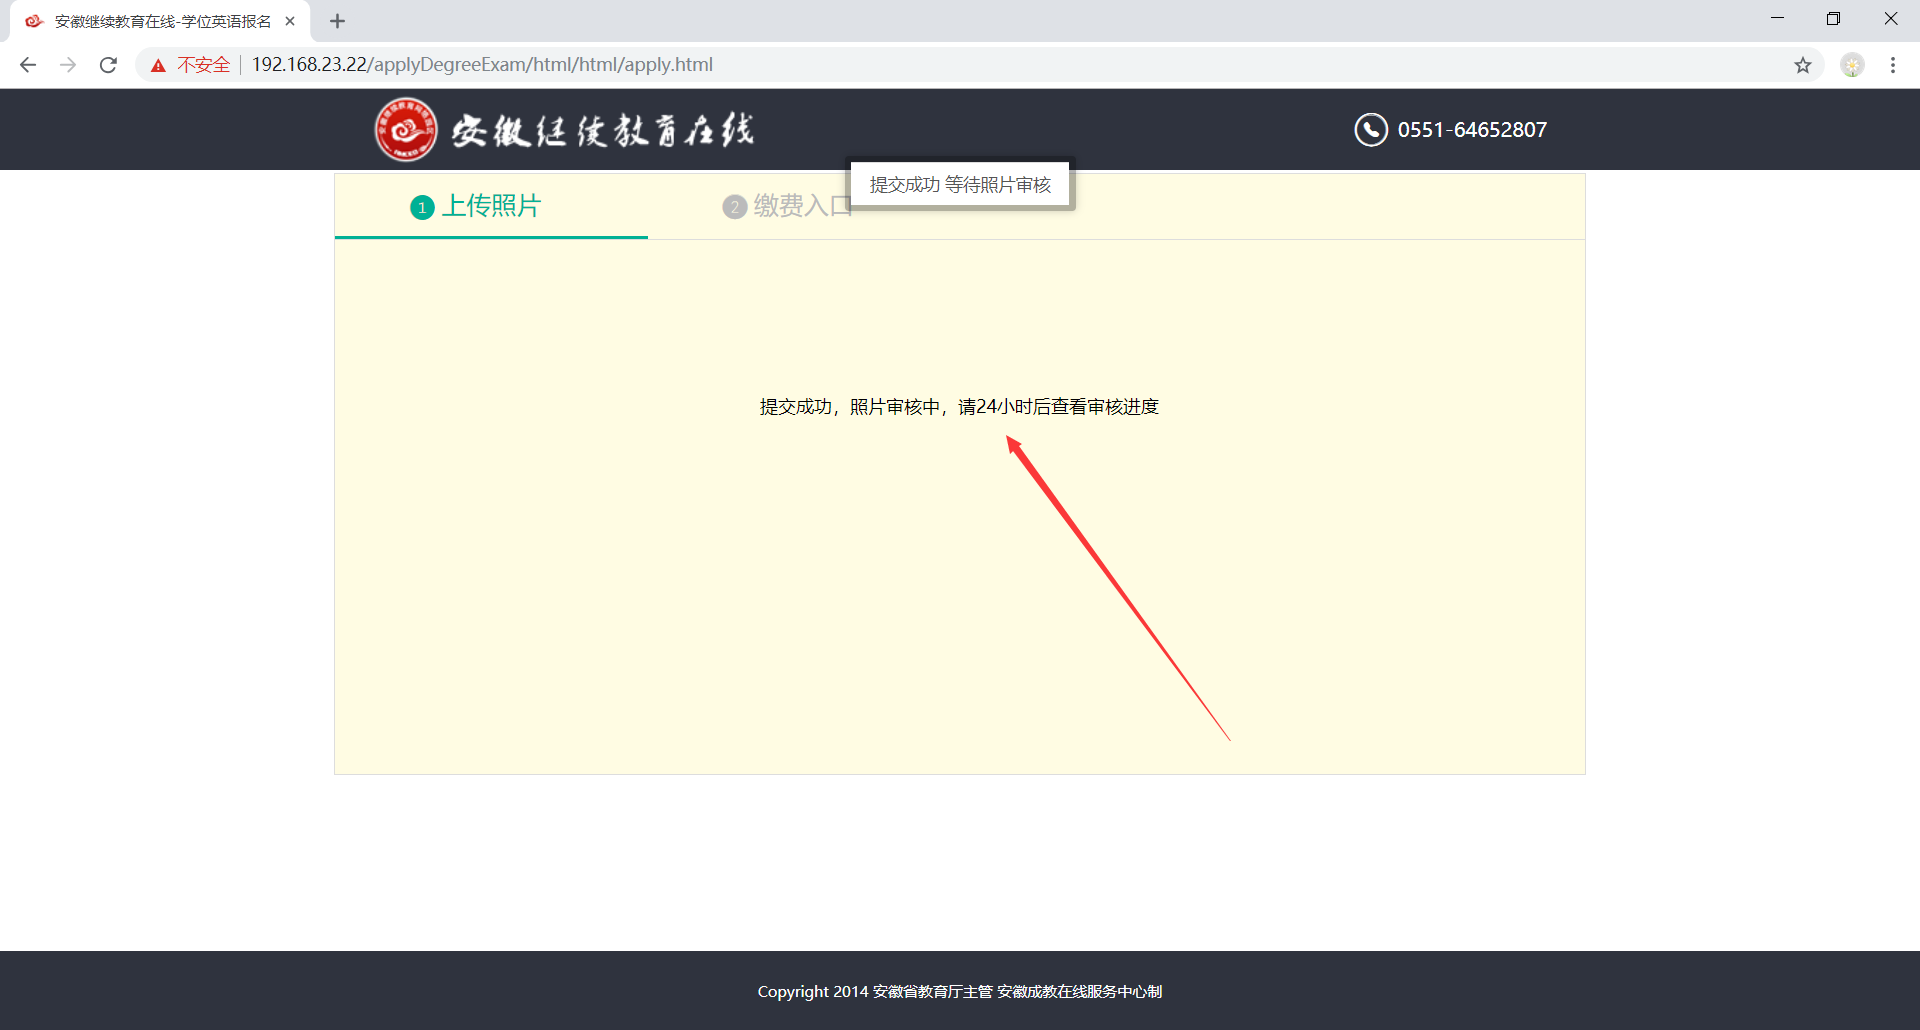 安徽继续教育在线-学位英语报名
不安全
192.168.23.22/applyDegreeExam/html/html/apply.html
安徽继续教育在线
0551-64652807
提交成功 等待照片审核
1 上传照片
2 缴费入口
提交成功，照片审核中，请24小时后查看审核进度
Copyright 2014 安徽省教育厅主管 安徽成教在线服务中心制